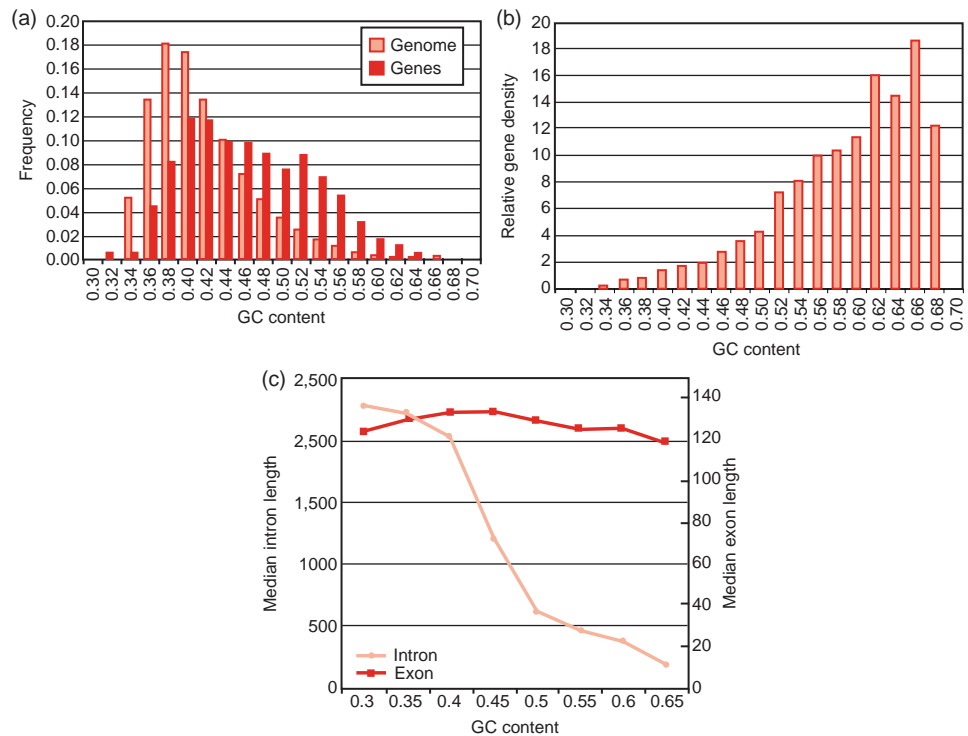 (a)
0.20
0.18
0.16
0.14
0.12
0.10
0.08
0.06
0.04
0.02
0.00
Frequency
Genome
Genes
0.30 0.32 0.34 0.36 0.38 0.40 0.42 0.44 0.46 0.48 0.50 0.52 0.54 0.56 0.58 0.60 0.62 0.64 0.66 0.68 0.70
GC content
(b)
20
18
16
14
12
10
8
6
4
2
0
Relative gene density
0.30 0.32 0.34 0.36 0.38 0.40 0.42 0.44 0.46 0.48 0.50 0.52 0.54 0.56 0.58 0.60 0.62 0.64 0.66 0.68 0.70
GC content
(c)
2,500
2,500
1,500
1000
500
0
Median intron length
Intron
Exon
140
120
100
80
60
40
20
0
Median exon length
0.3 0.35 0.4 0.45 0.5 0.55 0.6 0.65
GC content